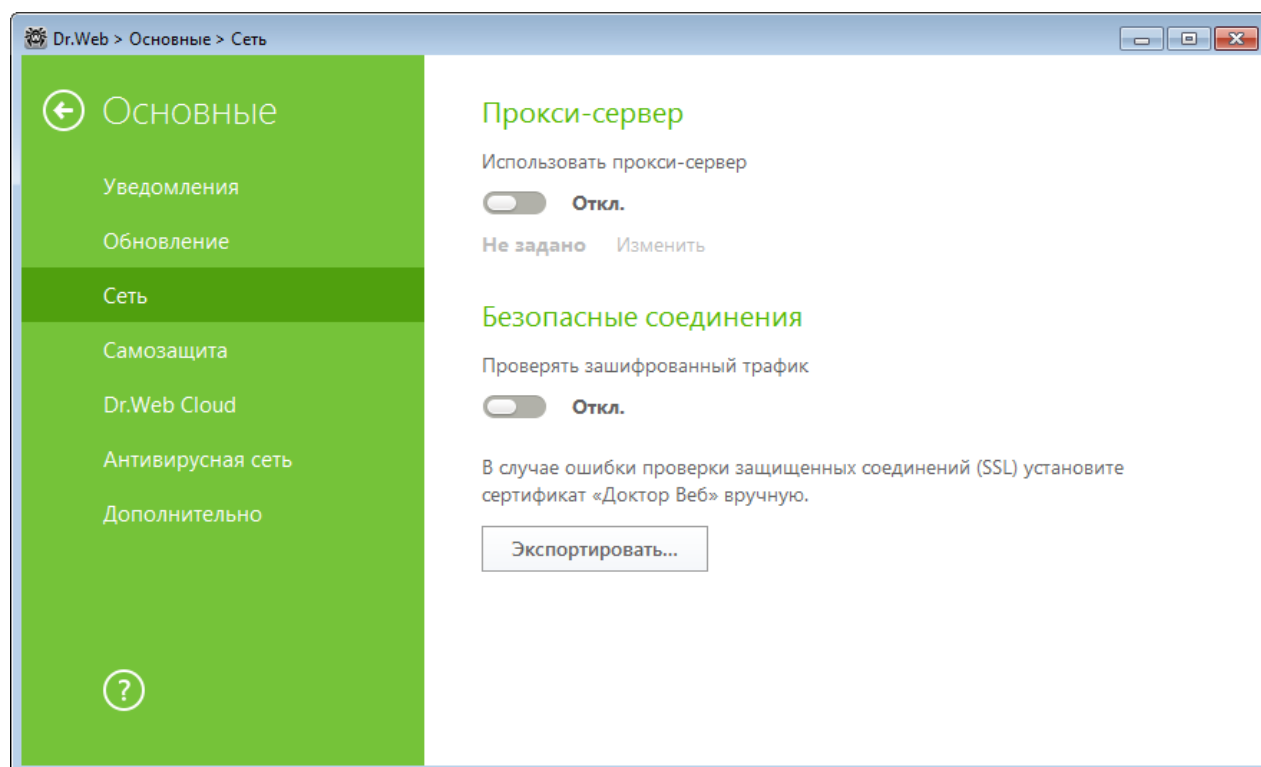 Dr.Web > Основные > Сеть
Основные
Уведомления
Обновление
Сеть
Самозащита
Dr.Web Cloud
Антивирусная сеть
Дополнительно
?
Прокси-сервер
Использовать прокси-сервер
Откл.
Не задано Изменить
Безопасные соединения
Проверять зашифрованный трафик
Откл.
В случае ошибки проверки защищенных соединений (SSL) установите
сертификат «Доктор Веб» вручную.
Экспортировать...